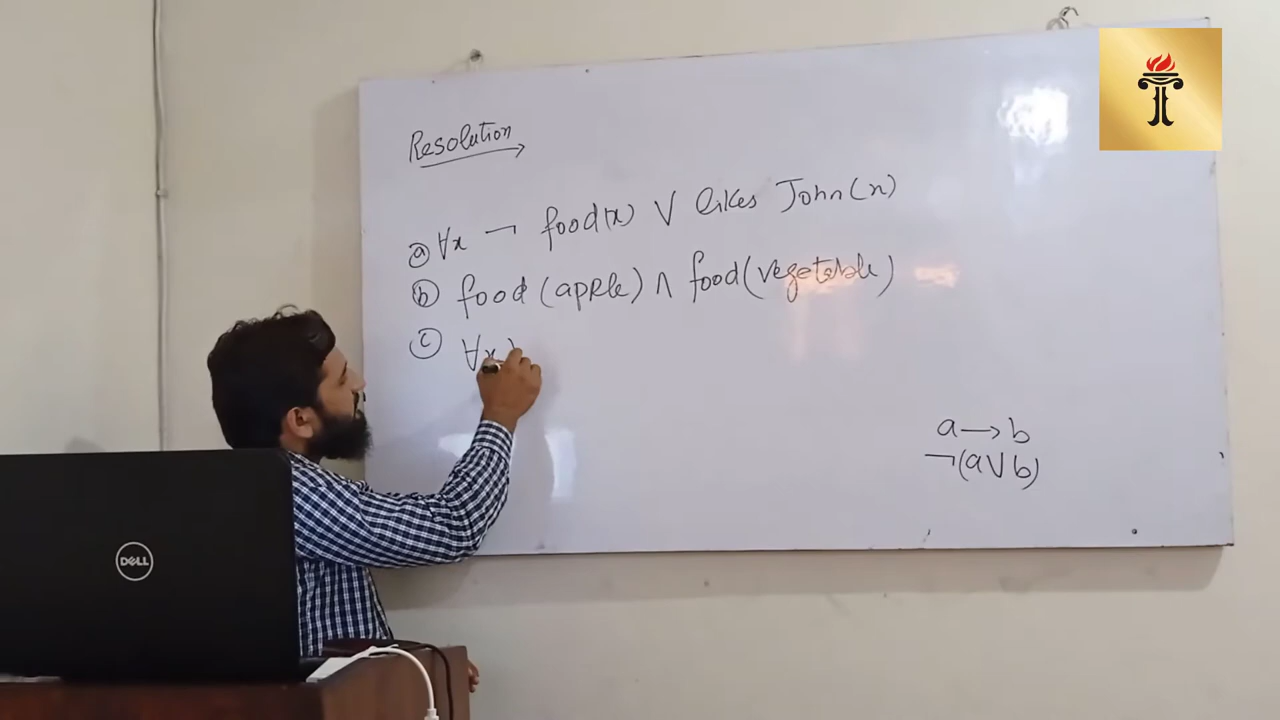 Resolution
ⓐ ∀x ¬ food(x) ∨ likes John(x)
ⓑ food (apple) ∧ food(vegetable)
ⓒ ∀x
a → b
¬(a ∨ b)
DELL